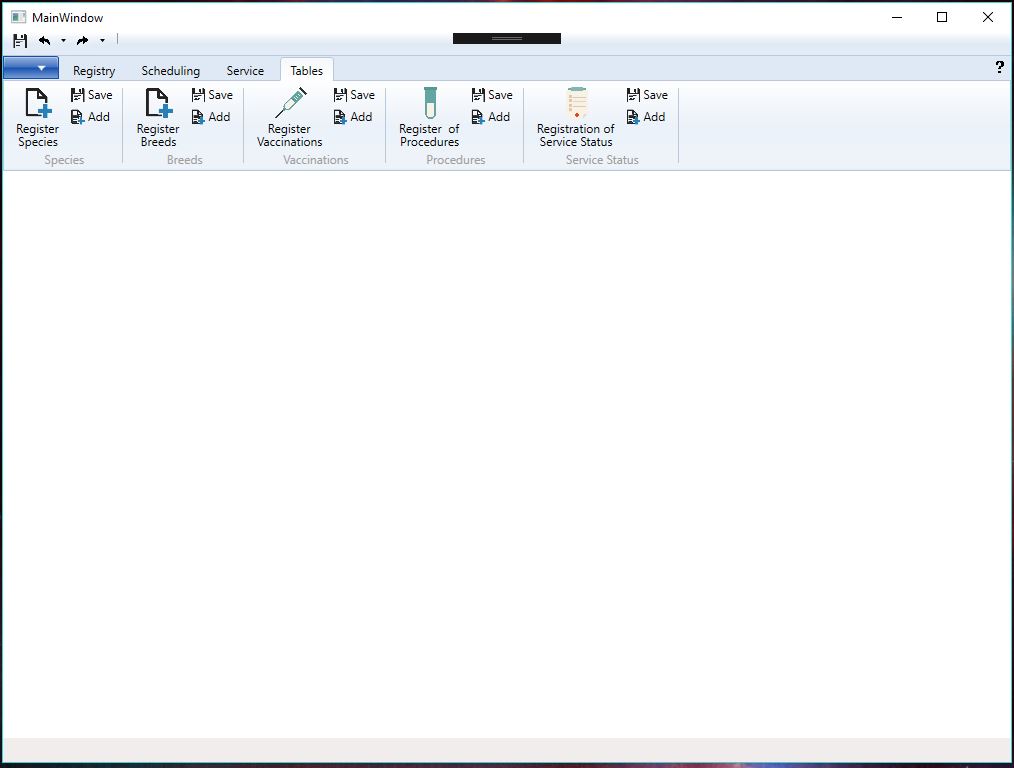 MainWindow
Registry Scheduling Service Tables ?
Save Save Save Save Save
Add Add Add Add Add
Register Register Register Register of Registration of
Species Breeds Vaccinations Procedures Service Status
Species Breeds Vaccinations Procedures Service Status